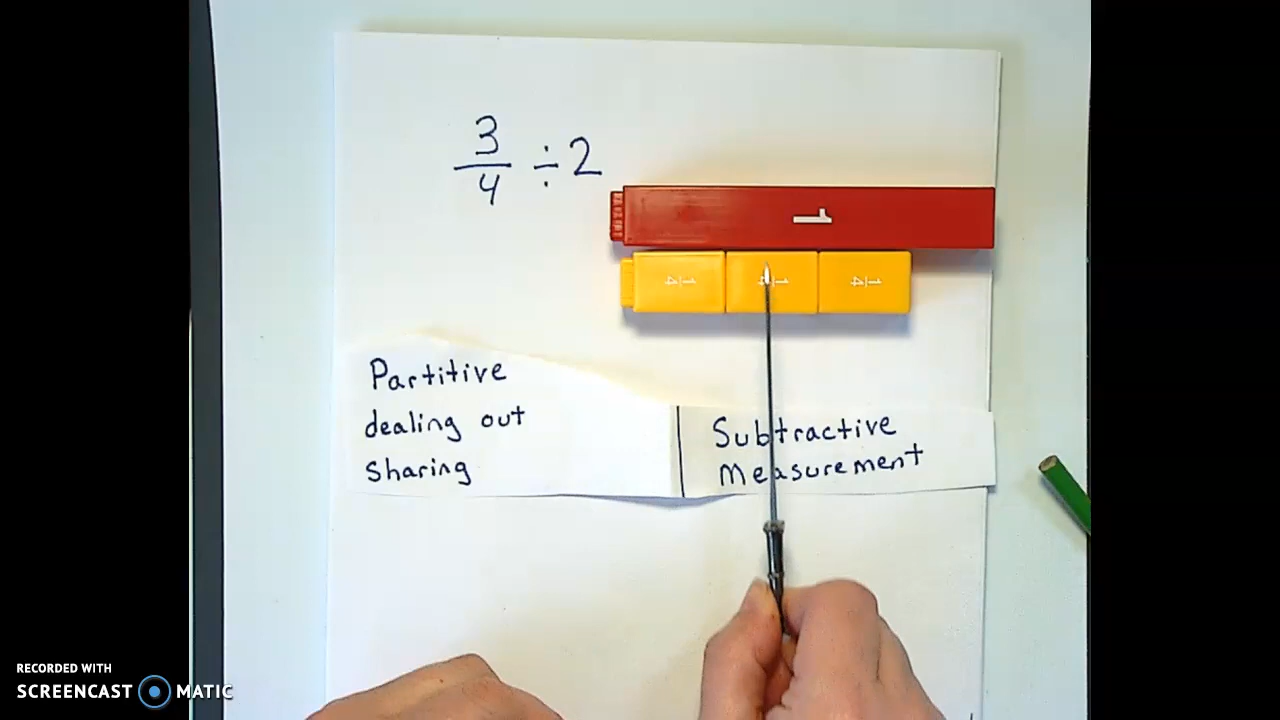 3/4 ÷ 2
1
1/4 1/4 1/4
Partitive
dealing out
sharing
Subtractive
measurement
RECORDED WITH
SCREENCAST MATIC